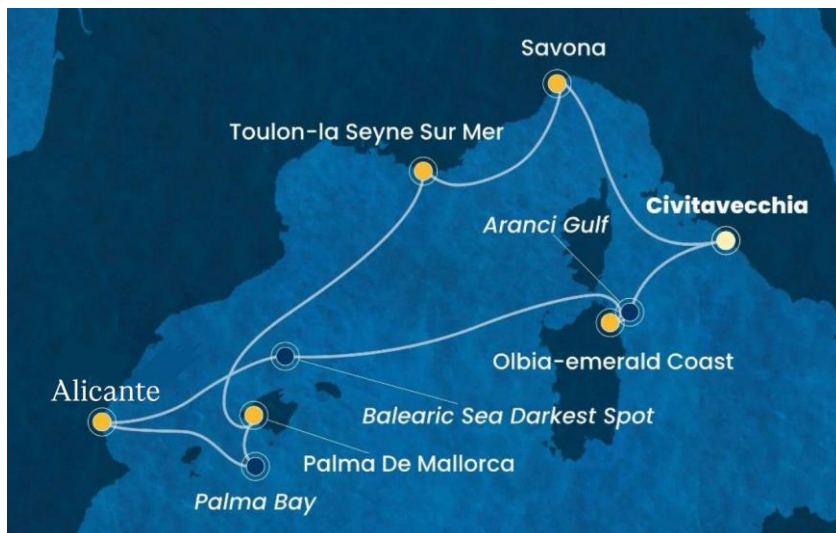 Savona
Toulon-la Seyne Sur Mer
Civitavecchia
Aranci Gulf
Olbia-emerald Coast
Alicante
Balearic Sea Darkest Spot
Palma De Mallorca
Palma Bay